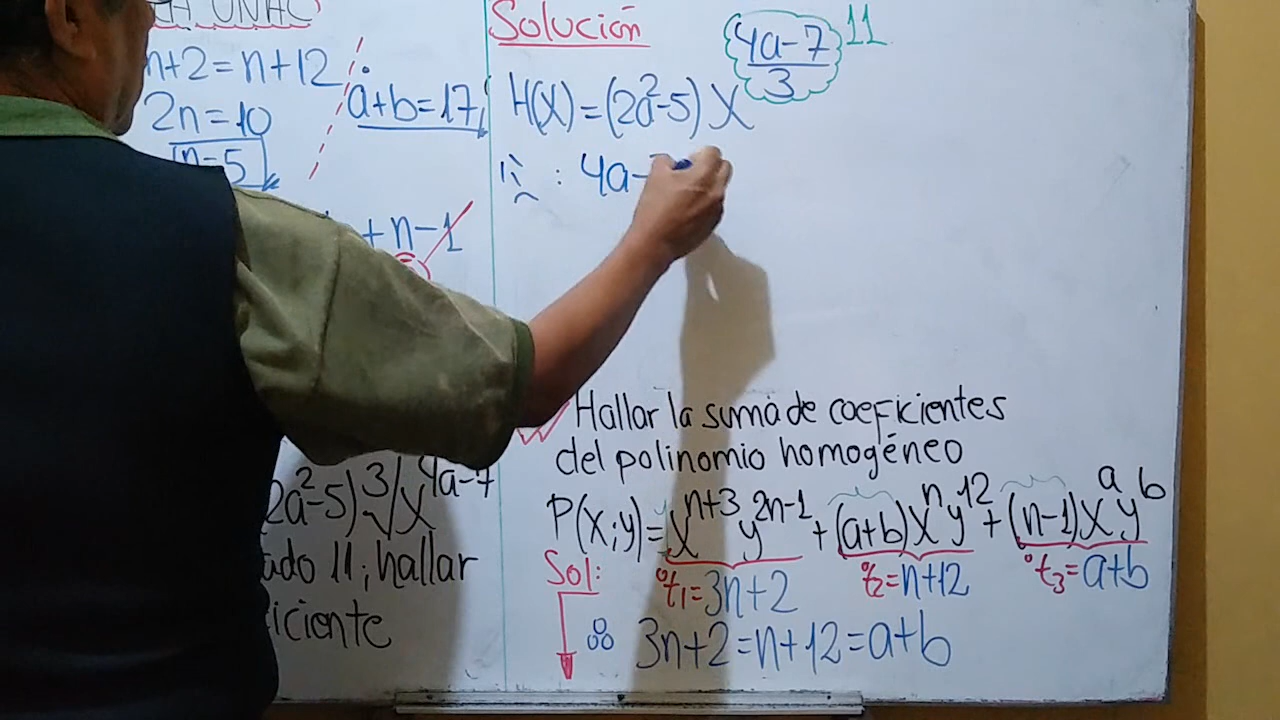 UNAC
n+2=n+12
2n=10
n=5
a+b=17
+n-1
2a²-5) ³√x^4a-7
ado 11; hallar
iciente
Solución
H(x)=(2a²-5)x^(4a-7)/3 11
: 4a-
Hallar la suma de coeficientes
del polinomio homogéneo
P(x;y)=x^n+3 y^2n-1+(a+b)x^n y^12+(n-1)x^a y^b
Sol: °t₁=3n+2 °t₂=n+12 °t₃=a+b
3n+2=n+12=a+b